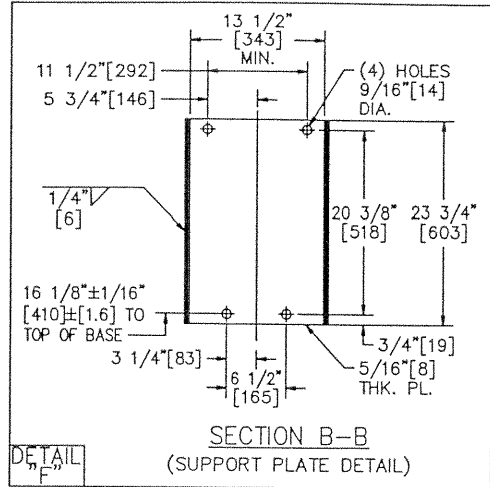 13 1/2"
[343]
MIN.
11 1/2"[292]
5 3/4"[146]
(4) HOLES
9/16"[14]
DIA.
1/4"
[6]
20 3/8"
[518]
23 3/4"
[603]
16 1/8"±1/16"
[410]±[1.6] TO
TOP OF BASE
3 1/4"[83]
6 1/2"
[165]
3/4"[19]
5/16"[8]
THK. PL.
SECTION B-B
(SUPPORT PLATE DETAIL)
DETAIL
"F"